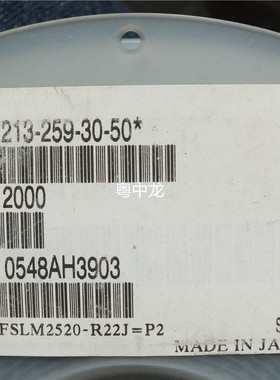 213-259-30-50*
2000
粤中龙
0548AH3903
FSLM2520-R22J=P2
S
MADE IN JA